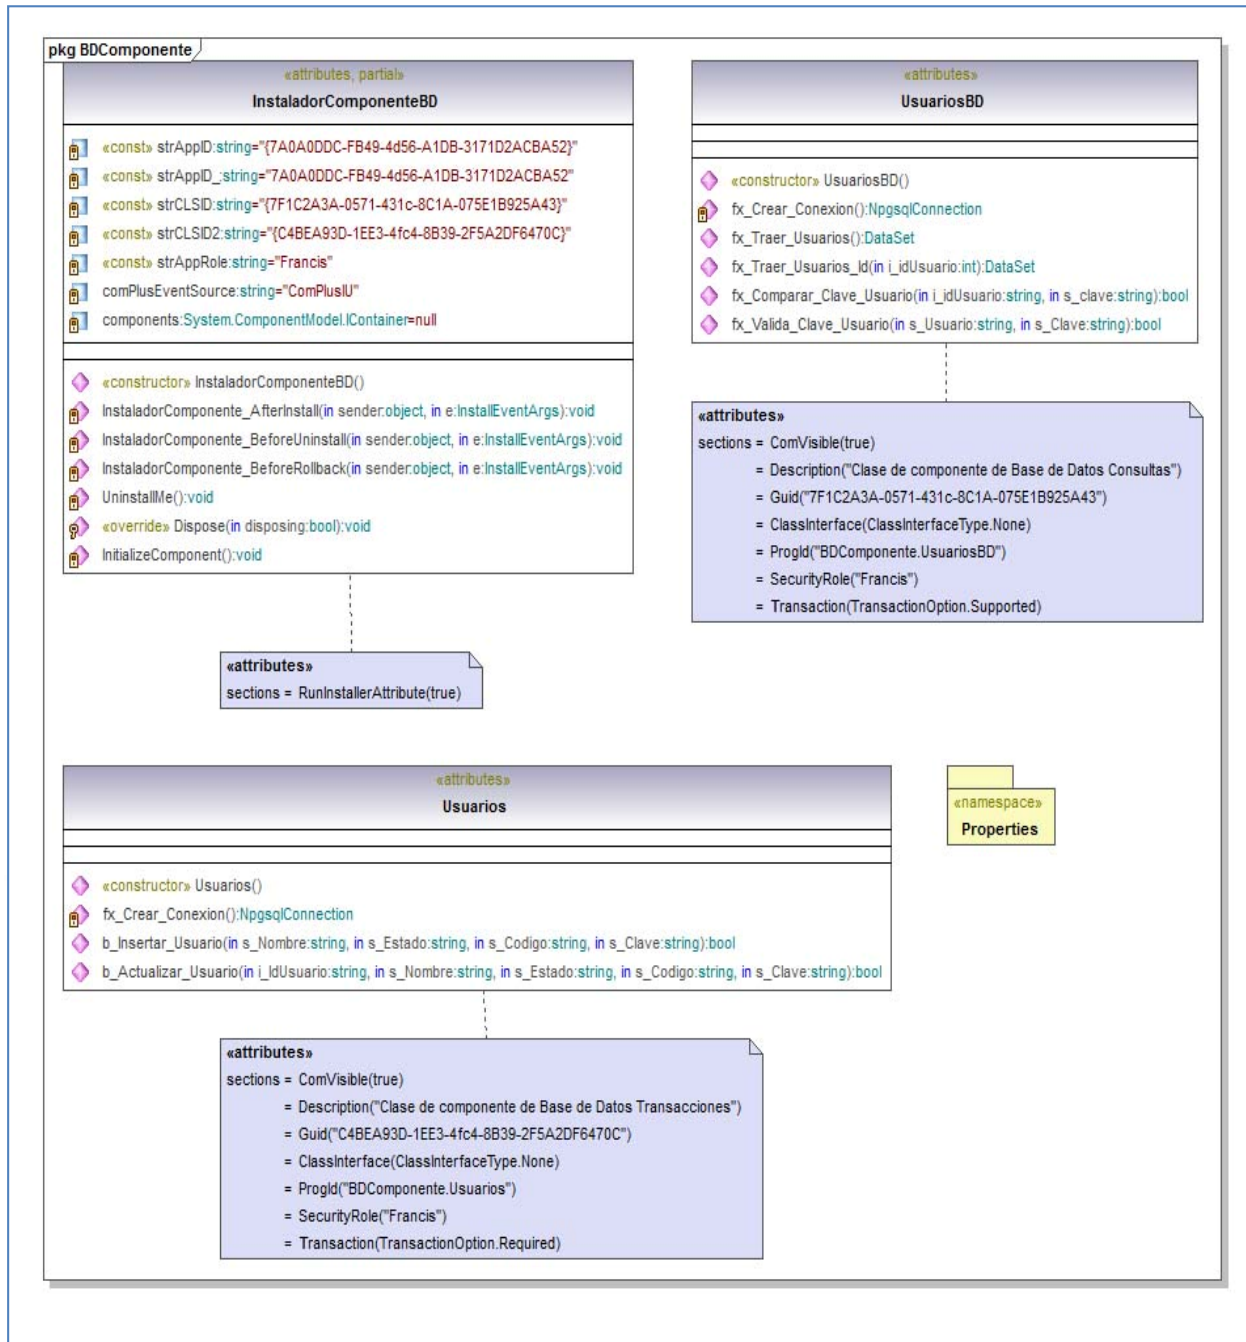 pkg BDComponente
«attributes, partial»
InstaladorComponenteBD
«const» strAppID:string="{7A0A0DDC-FB49-4d56-A1DB-3171D2ACBA52}"
«const» strAppID_:string="7A0A0DDC-FB49-4d56-A1DB-3171D2ACBA52"
«const» strCLSID:string="{7F1C2A3A-0571-431c-8C1A-075E1B925A43}"
«const» strCLSID2:string="{C4BEA93D-1EE3-4fc4-8B39-2F5A2DF6470C}"
«const» strAppRole:string="Francis"
comPlusEventSource:string="ComPlusIU"
components:System.ComponentModel.IContainer=null
«constructor» InstaladorComponenteBD()
InstaladorComponente_AfterInstall(in sender:object, in e:InstallEventArgs):void
InstaladorComponente_BeforeUninstall(in sender:object, in e:InstallEventArgs):void
InstaladorComponente_BeforeRollback(in sender:object, in e:InstallEventArgs):void
UninstallMe():void
«override» Dispose(in disposing:bool):void
InitializeComponent():void
«attributes»
sections = RunInstallerAttribute(true)
«attributes»
UsuariosBD
«constructor» UsuariosBD()
fx_Crear_Conexion():NpgsqlConnection
fx_Traer_Usuarios():DataSet
fx_Traer_Usuarios_Id(in i_idUsuario:int):DataSet
fx_Comparar_Clave_Usuario(in i_idUsuario:string, in s_clave:string):bool
fx_Valida_Clave_Usuario(in s_Usuario:string, in s_Clave:string):bool
«attributes»
sections = ComVisible(true)
= Description("Clase de componente de Base de Datos Consultas")
= Guid("7F1C2A3A-0571-431c-8C1A-075E1B925A43")
= ClassInterface(ClassInterfaceType.None)
= ProgId("BDComponente.UsuariosBD")
= SecurityRole("Francis")
= Transaction(TransactionOption.Supported)
«attributes»
Usuarios
«constructor» Usuarios()
fx_Crear_Conexion():NpgsqlConnection
b_Insertar_Usuario(in s_Nombre:string, in s_Estado:string, in s_Codigo:string, in s_Clave:string):bool
b_Actualizar_Usuario(in i_IdUsuario:string, in s_Nombre:string, in s_Estado:string, in s_Codigo:string, in s_Clave:string):bool
«namespace»
Properties
«attributes»
sections = ComVisible(true)
= Description("Clase de componente de Base de Datos Transacciones")
= Guid("C4BEA93D-1EE3-4fc4-8B39-2F5A2DF6470C")
= ClassInterface(ClassInterfaceType.None)
= ProgId("BDComponente.Usuarios")
= SecurityRole("Francis")
= Transaction(TransactionOption.Required)